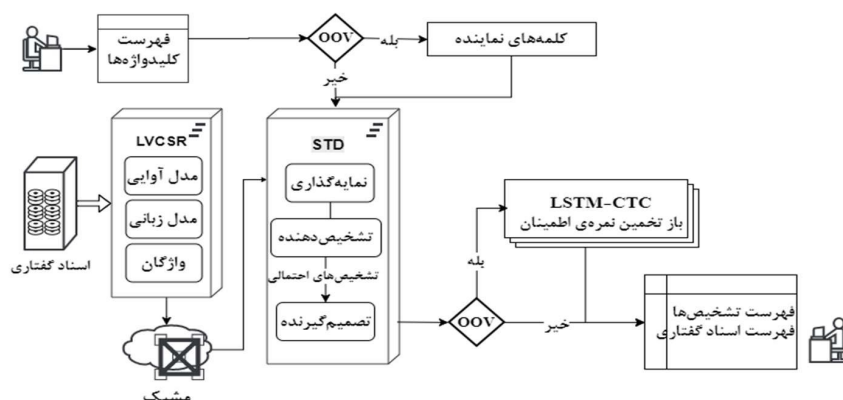 فهرست
کلیدواژه‌ها
OOV
بله
کلمه‌های نماینده
خیر
LVCSR
مدل آوایی
مدل زبانی
واژگان
اسناد گفتاری
مشبک
STD
نمایه‌گذاری
تشخیص‌دهنده
تشخیص‌های احتمالی
تصمیم‌گیرنده
OOV
بله
خیر
LSTM-CTC
باز تخمین نمره‌ی اطمینان
فهرست تشخیص‌ها
فهرست اسناد گفتاری